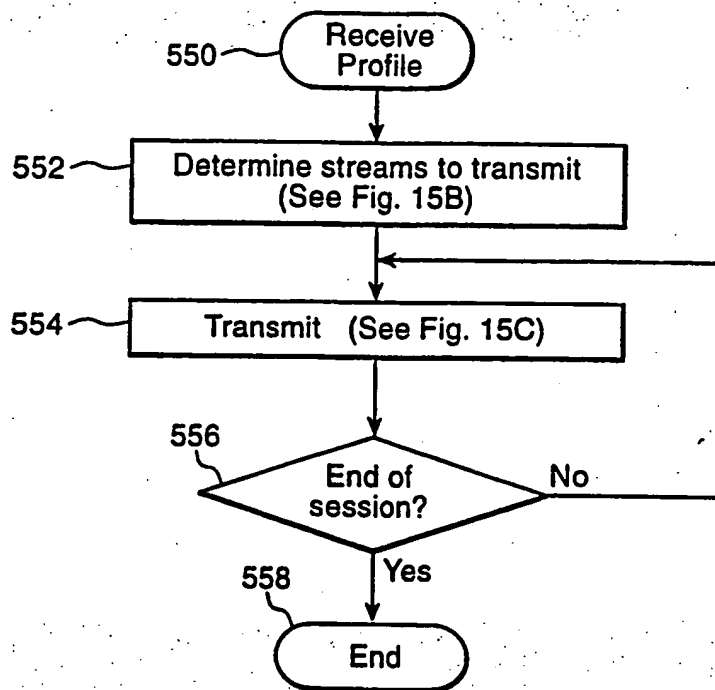 550
Receive
Profile
552
Determine streams to transmit
(See Fig. 15B)
554
Transmit (See Fig. 15C)
556
End of
session?
No
Yes
558
End